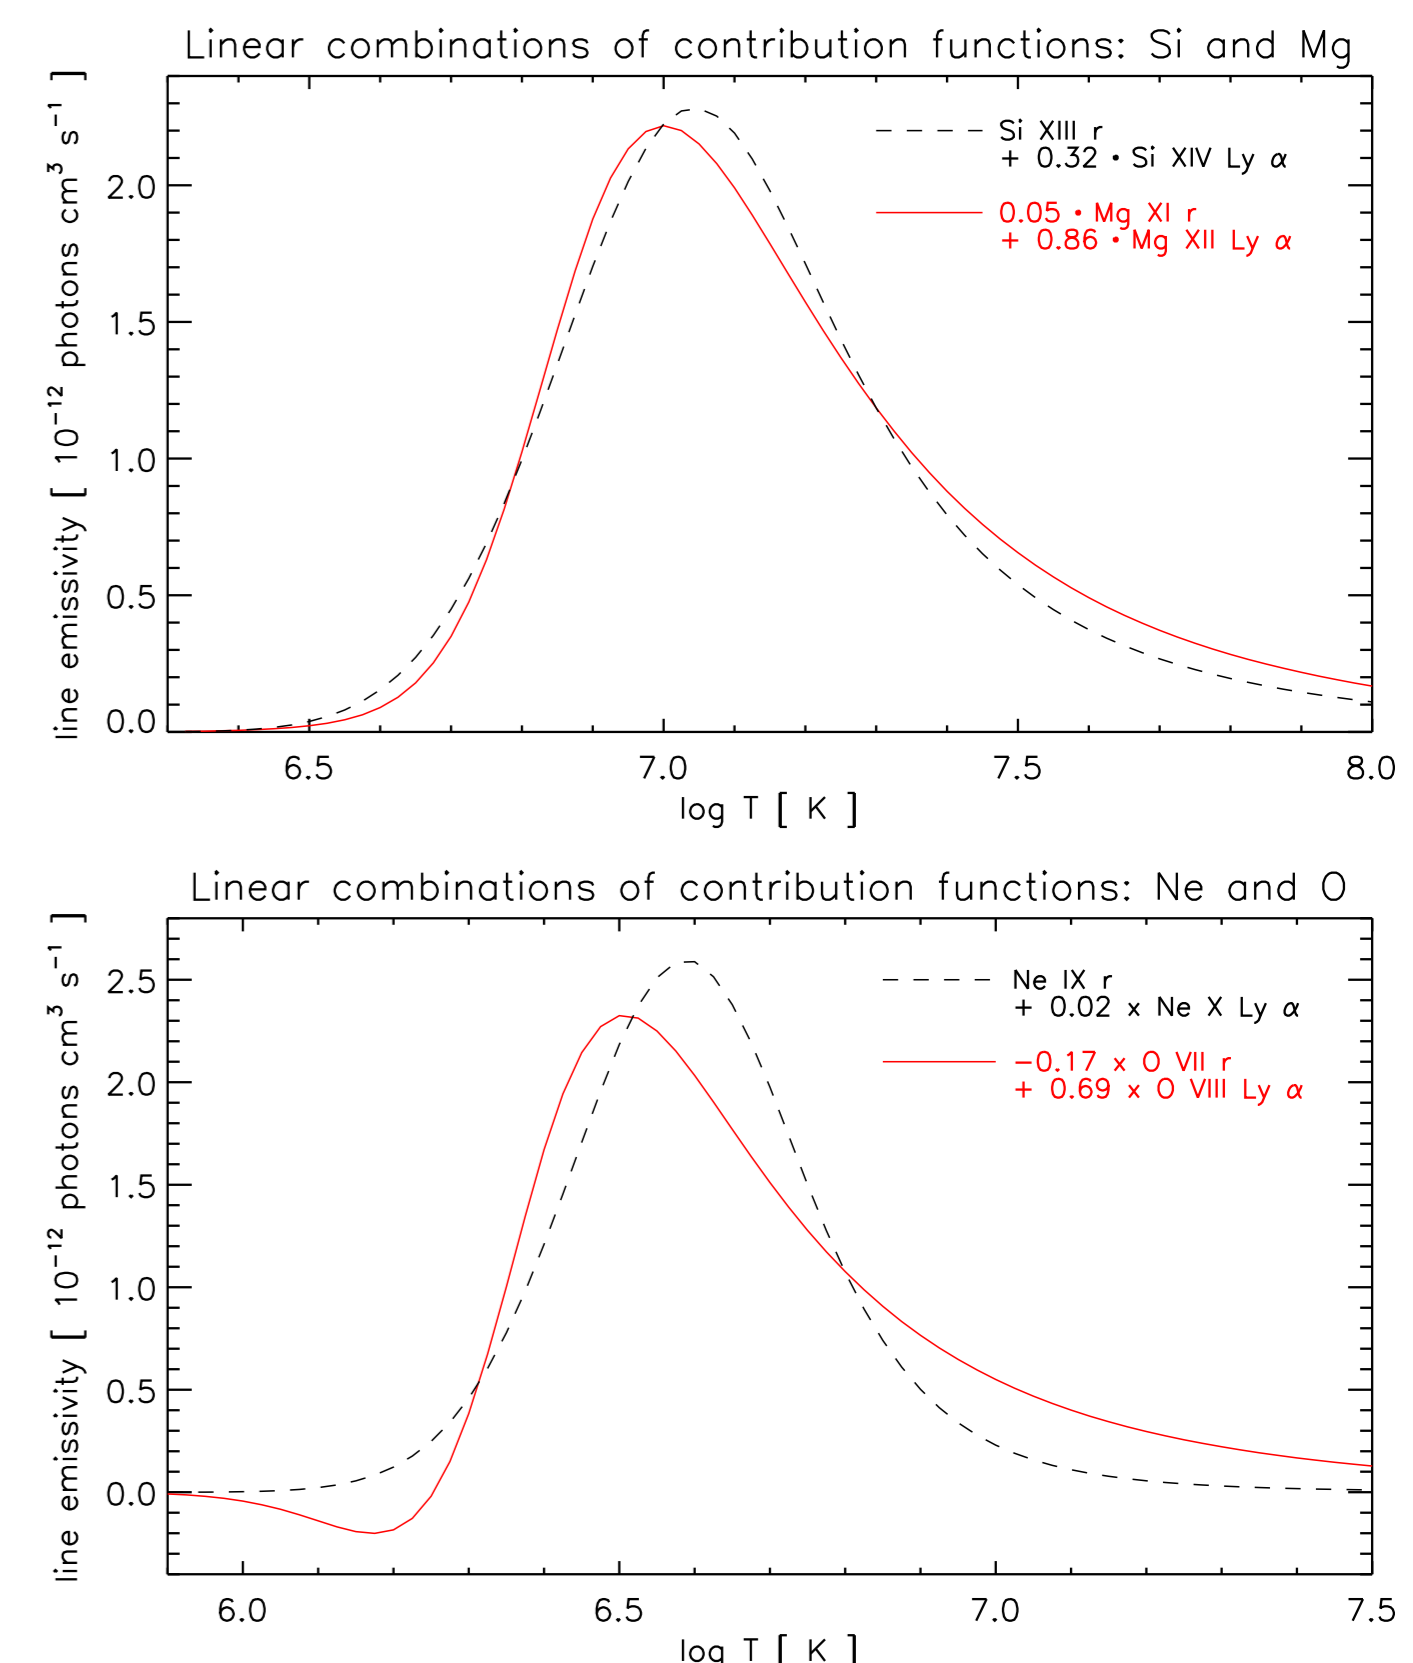 Linear combinations of contribution functions: Si and Mg
line emissivity [ 10⁻¹² photons cm³ s⁻¹ ]
Si XIII r
+ 0.32 • Si XIV Ly α
0.05 • Mg XI r
+ 0.86 • Mg XII Ly α
2.0
1.5
1.0
0.5
0.0
6.5 7.0 7.5 8.0
log T [ K ]
Linear combinations of contribution functions: Ne and O
line emissivity [ 10⁻¹² photons cm³ s⁻¹ ]
Ne IX r
+ 0.02 x Ne X Ly α
−0.17 x O VII r
+ 0.69 x O VIII Ly α
2.5
2.0
1.5
1.0
0.5
0.0
6.0 6.5 7.0 7.5
log T [ K ]